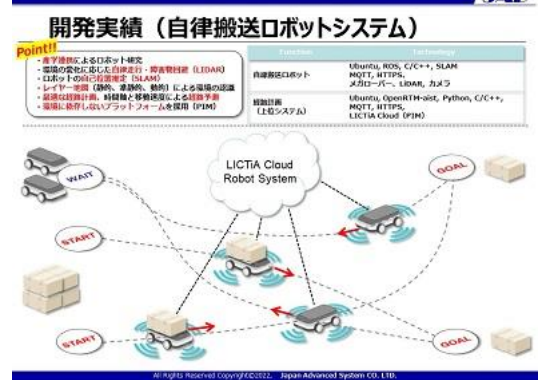 開発実績(自律搬送ロボットシステム)
Point!!
・産学連携によるロボット研究
・環境の変化に応じた自律走行・障害物回避(LIDAR)
・ロボットの自己位置推定(SLAM)
・レイヤー地図(静的、準静的、動的)による環境の認識
・最適な経路計画、時間軸と移動速度による経路予測
・環境に依存しないプラットフォームを採用(PIM)
Function Technology
自律搬送ロボット
Ubuntu, ROS, C/C++, SLAM
MQTT, HTTPS,
メガローバー, LiDAR, カメラ
経路計画
(上位システム)
Ubuntu, OpenRTM-aist, Python, C/C++,
MQTT, HTTPS,
LICTiA Cloud (PIM)
WAIT
LICTiA Cloud
Robot System
GOAL
START
START
GOAL
All Rights Reserved Copyright©2022, Japan Advanced System CO. LTD.